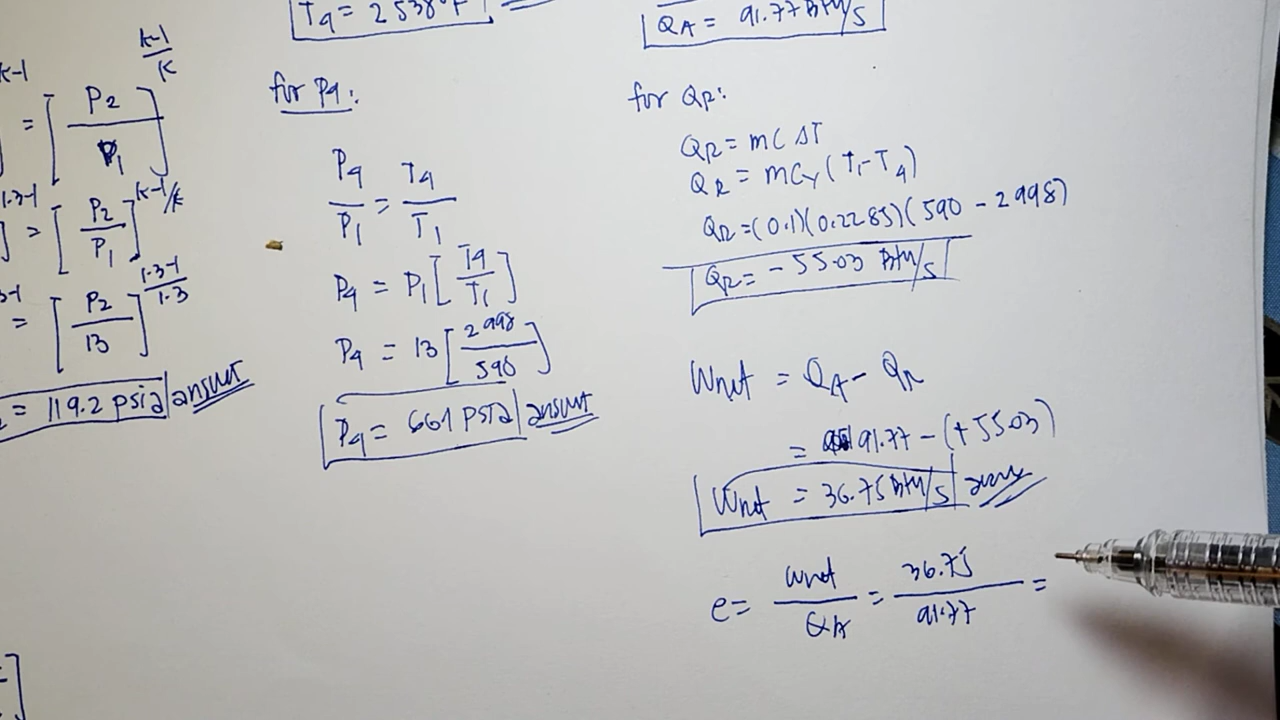 k-1
= [P2/P1]^(k-1/k)
1.3-1
= [P2/P1]^(k-1/k)
= [P2/13]^(1.3-1/1.3)
= 119.2 psia answer
T4 = 2538°F
for P4:
P4/P1 = T4/T1
P4 = P1 [T4/T1]
P4 = 13 [2998/590]
P4 = 661 psia answer
QA = 91.77 BTU/s
for QR:
QR = mC ΔT
QR = mCV (T1 - T4)
QR = (0.1)(0.2285)(590 - 2998)
QR = - 55.03 BTU/s
Wnet = QA - QR
= 91.77 - (+55.03)
Wnet = 36.75 BTU/s
e = Wnet/QA = 36.75/91.77 =